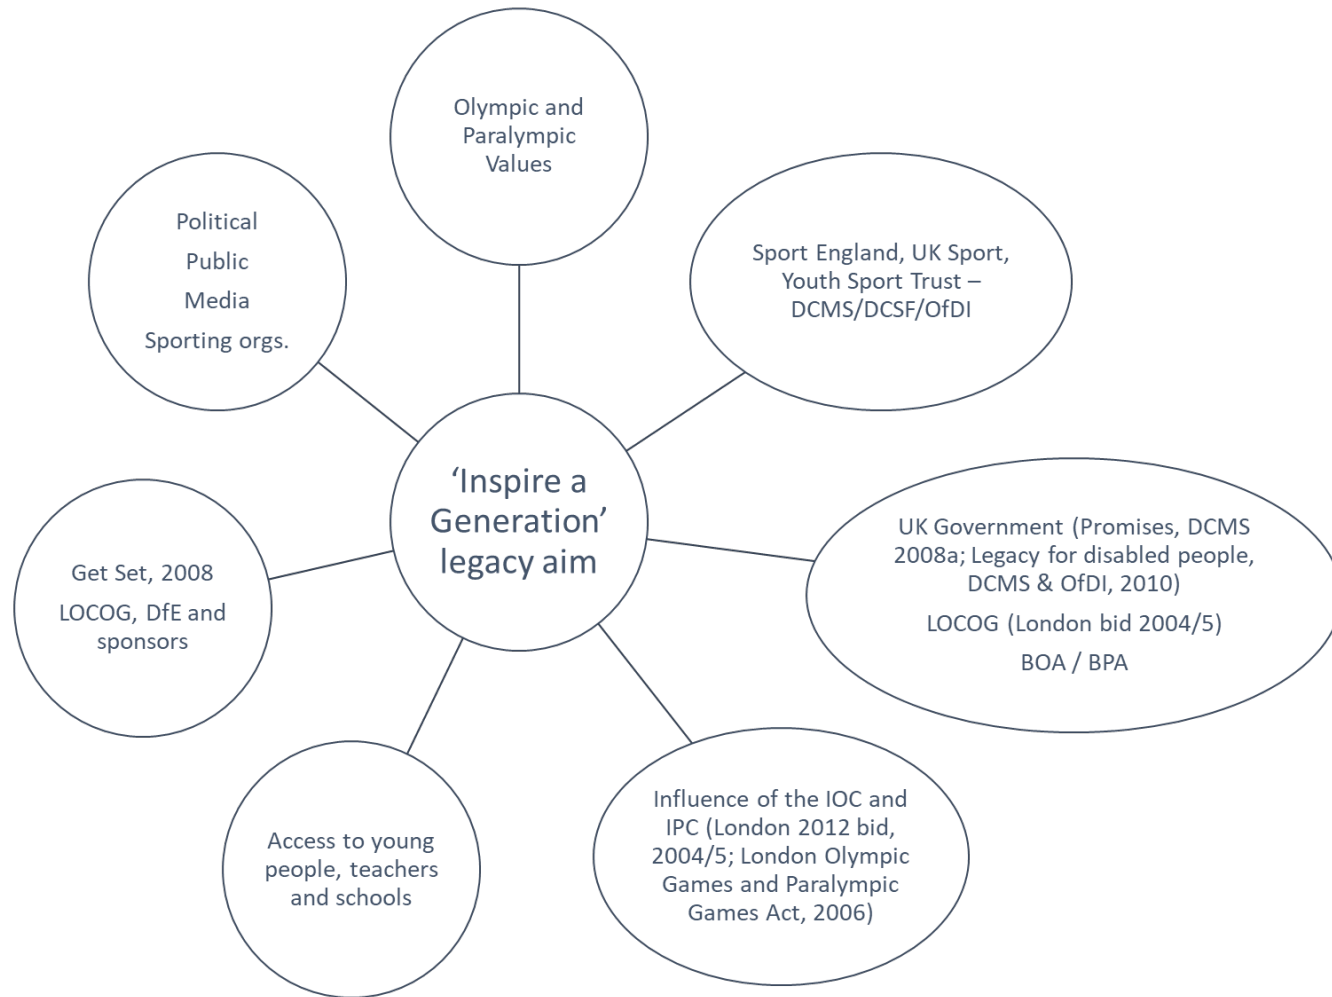 Olympic and
Paralympic
Values
Political
Public
Media
Sporting orgs.
Sport England, UK Sport,
Youth Sport Trust –
DCMS/DCSF/OfDI
‘Inspire a
Generation’
legacy aim
UK Government (Promises, DCMS
2008a; Legacy for disabled people,
DCMS & OfDI, 2010)
LOCOG (London bid 2004/5)
BOA / BPA
Get Set, 2008
LOCOG, DfE and
sponsors
Influence of the IOC and
IPC (London 2012 bid,
2004/5; London Olympic
Games and Paralympic
Games Act, 2006)
Access to young
people, teachers
and schools